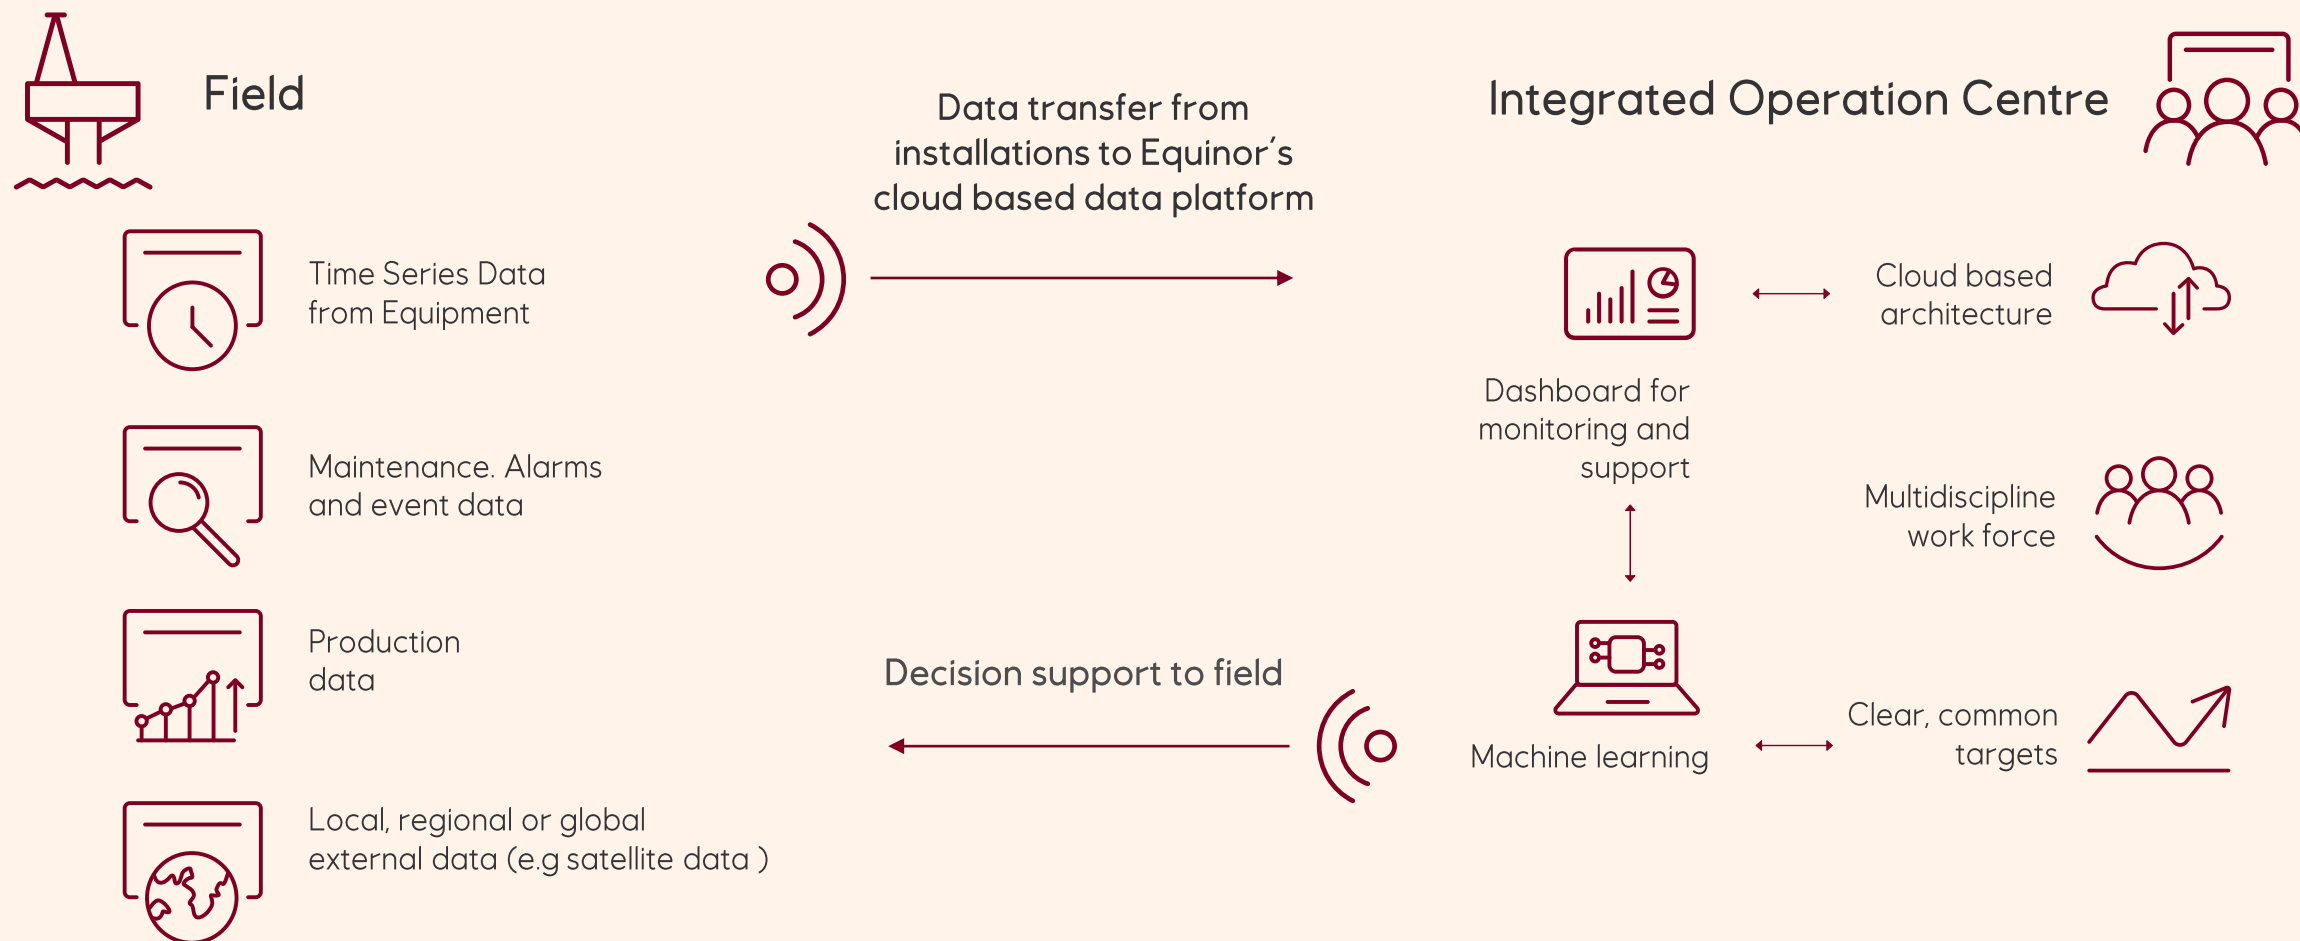 Field
Data transfer from
installations to Equinor´s
cloud based data platform
Integrated Operation Centre
Time Series Data
from Equipment
Maintenance. Alarms
and event data
Production
data
Local, regional or global
external data (e.g satellite data )
Decision support to field
Dashboard for
monitoring and
support
Machine learning
Cloud based
architecture
Multidiscipline
work force
Clear, common
targets